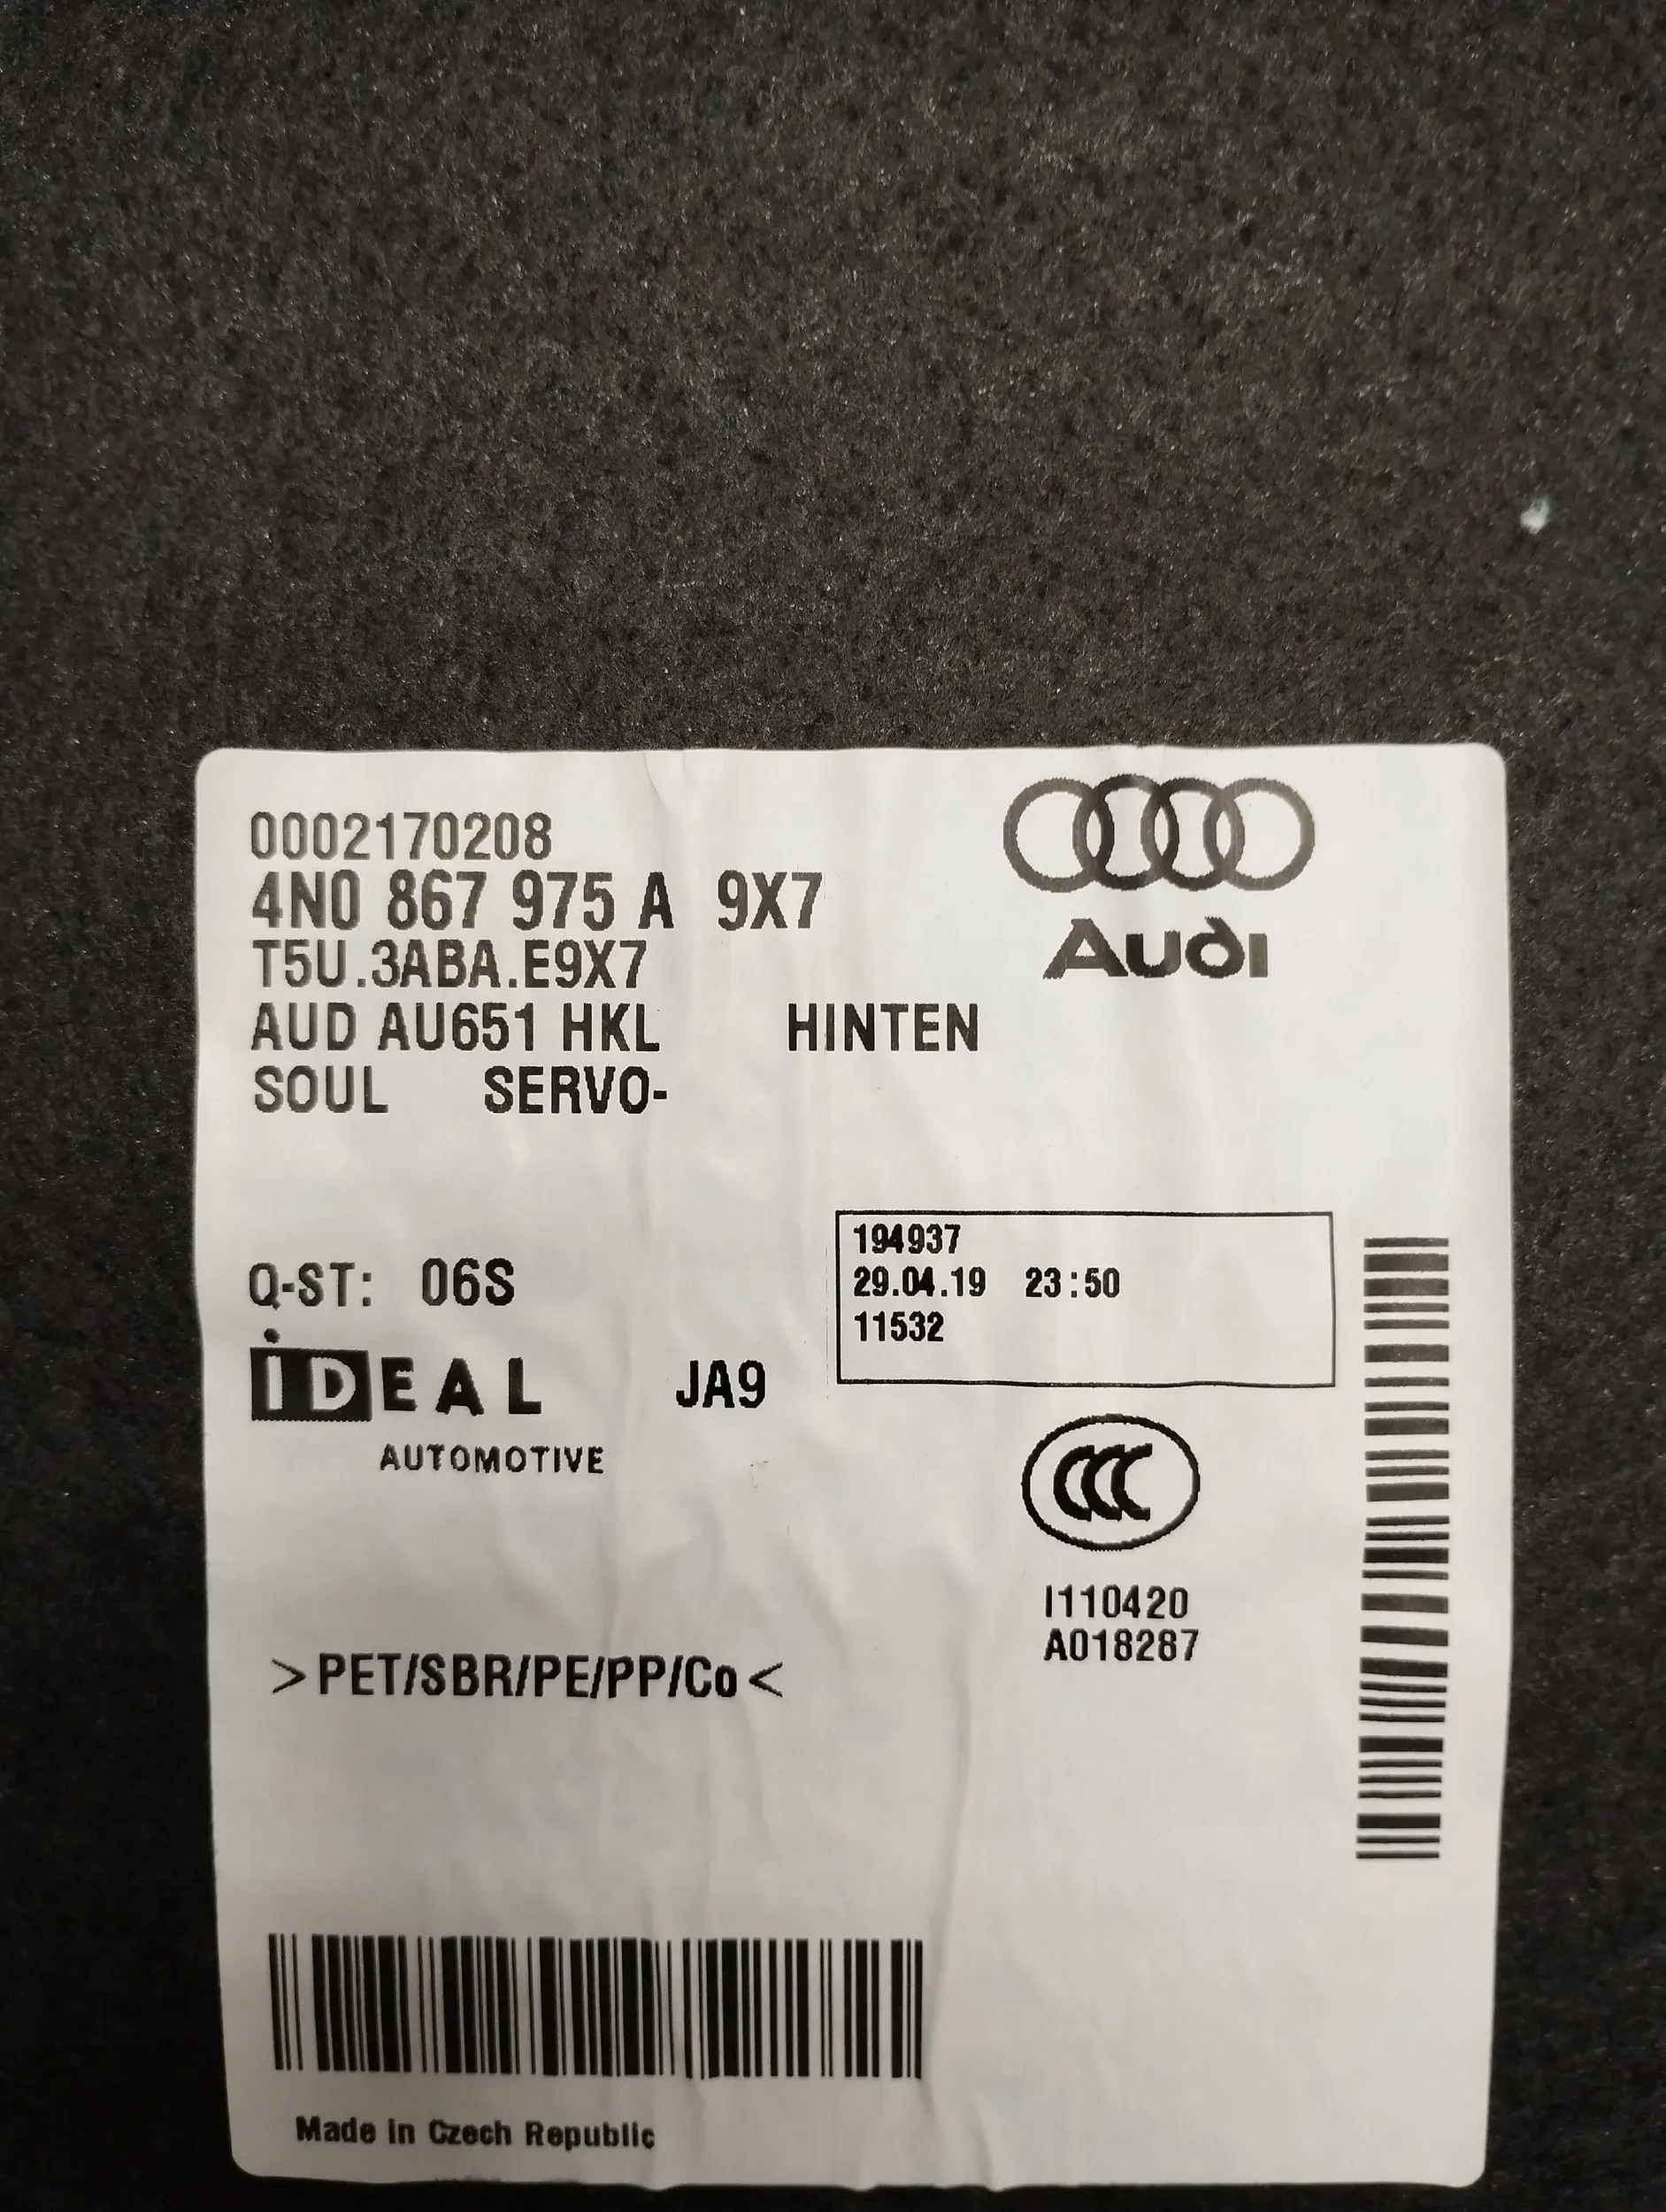 0002170208
4N0 867 975 A 9X7
T5U.3ABA.E9X7
AUD AU651 HKL HINTEN
SOUL SERVO-
Audi
Q-ST: 06S
194937
29.04.19 23:50
11532
iDEAL JA9
AUTOMOTIVE
CCC
I110420
A018287
>PET/SBR/PE/PP/Co<
Made in Czech Republic